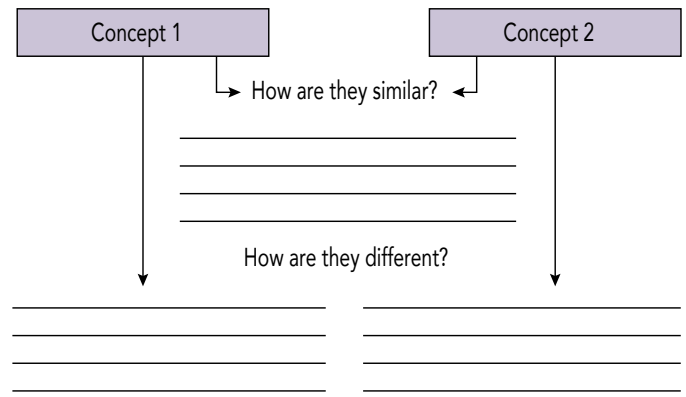 Concept 1
Concept 2
How are they similar?
How are they different?